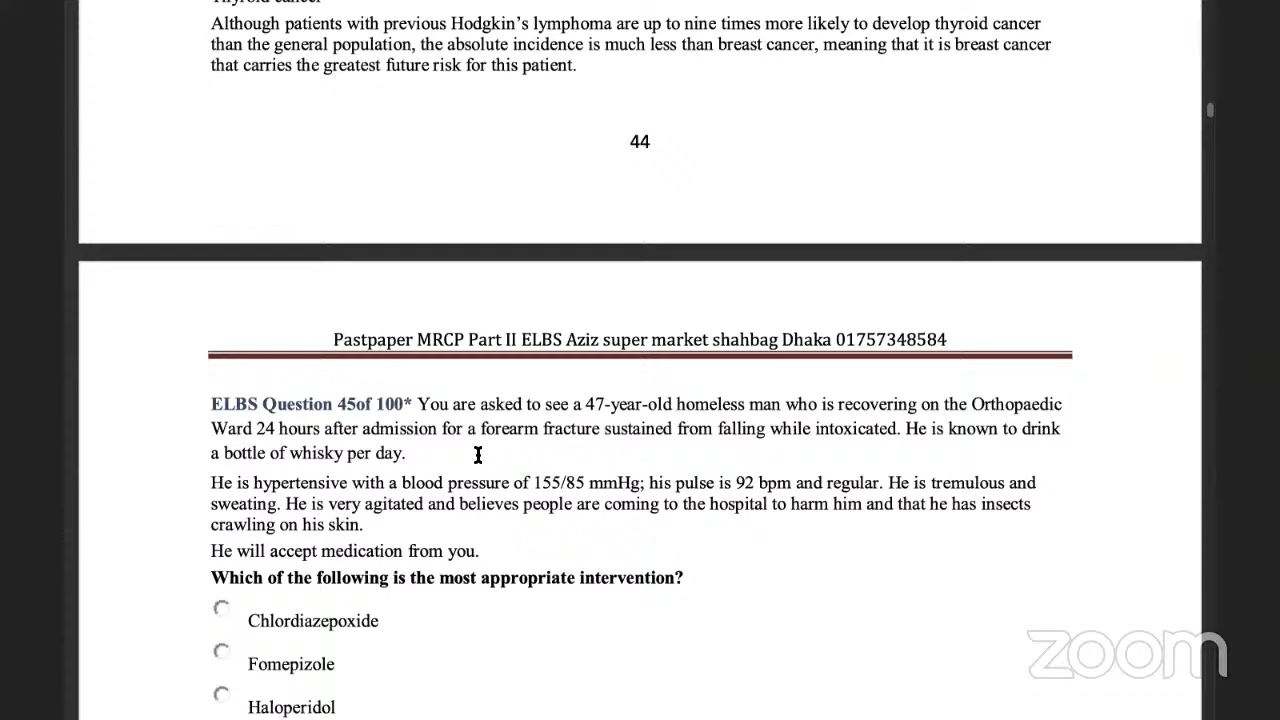 Thyroid cancer
Although patients with previous Hodgkin's lymphoma are up to nine times more likely to develop thyroid cancer
than the general population, the absolute incidence is much less than breast cancer, meaning that it is breast cancer
that carries the greatest future risk for this patient.
44
Pastpaper MRCP Part II ELBS Aziz super market shahbag Dhaka 01757348584
ELBS Question 45of 100* You are asked to see a 47-year-old homeless man who is recovering on the Orthopaedic
Ward 24 hours after admission for a forearm fracture sustained from falling while intoxicated. He is known to drink
a bottle of whisky per day.
He is hypertensive with a blood pressure of 155/85 mmHg; his pulse is 92 bpm and regular. He is tremulous and
sweating. He is very agitated and believes people are coming to the hospital to harm him and that he has insects
crawling on his skin.
He will accept medication from you.
Which of the following is the most appropriate intervention?
Chlordiazepoxide
Fomepizole
Haloperidol
zoom